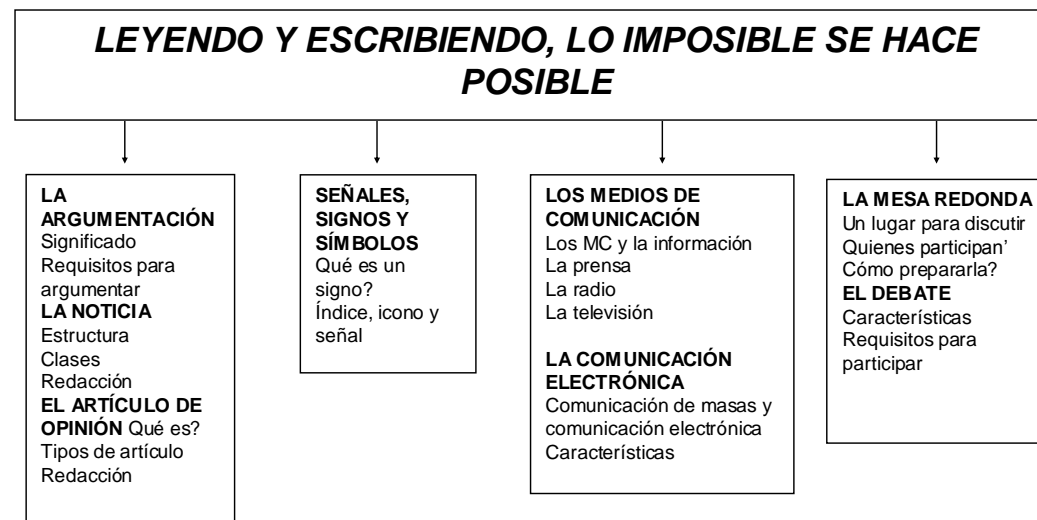 LEYENDO Y ESCRIBIENDO, LO IMPOSIBLE SE HACE
POSIBLE
LA
ARGUMENTACIÓN
Significado
Requisitos para
argumentar
LA NOTICIA
Estructura
Clases
Redacción
EL ARTÍCULO DE
OPINIÓN Qué es?
Tipos de artículo
Redacción
SEÑALES,
SIGNOS Y
SÍMBOLOS
Qué es un
signo?
Índice, icono y
señal
LOS MEDIOS DE
COMUNICACIÓN
Los MC y la información
La prensa
La radio
La televisión
LA COMUNICACIÓN
ELECTRÓNICA
Comunicación de masas y
comunicación electrónica
Características
LA MESA REDONDA
Un lugar para discutir
Quienes participan’
Cómo prepararla?
EL DEBATE
Características
Requisitos para
participar